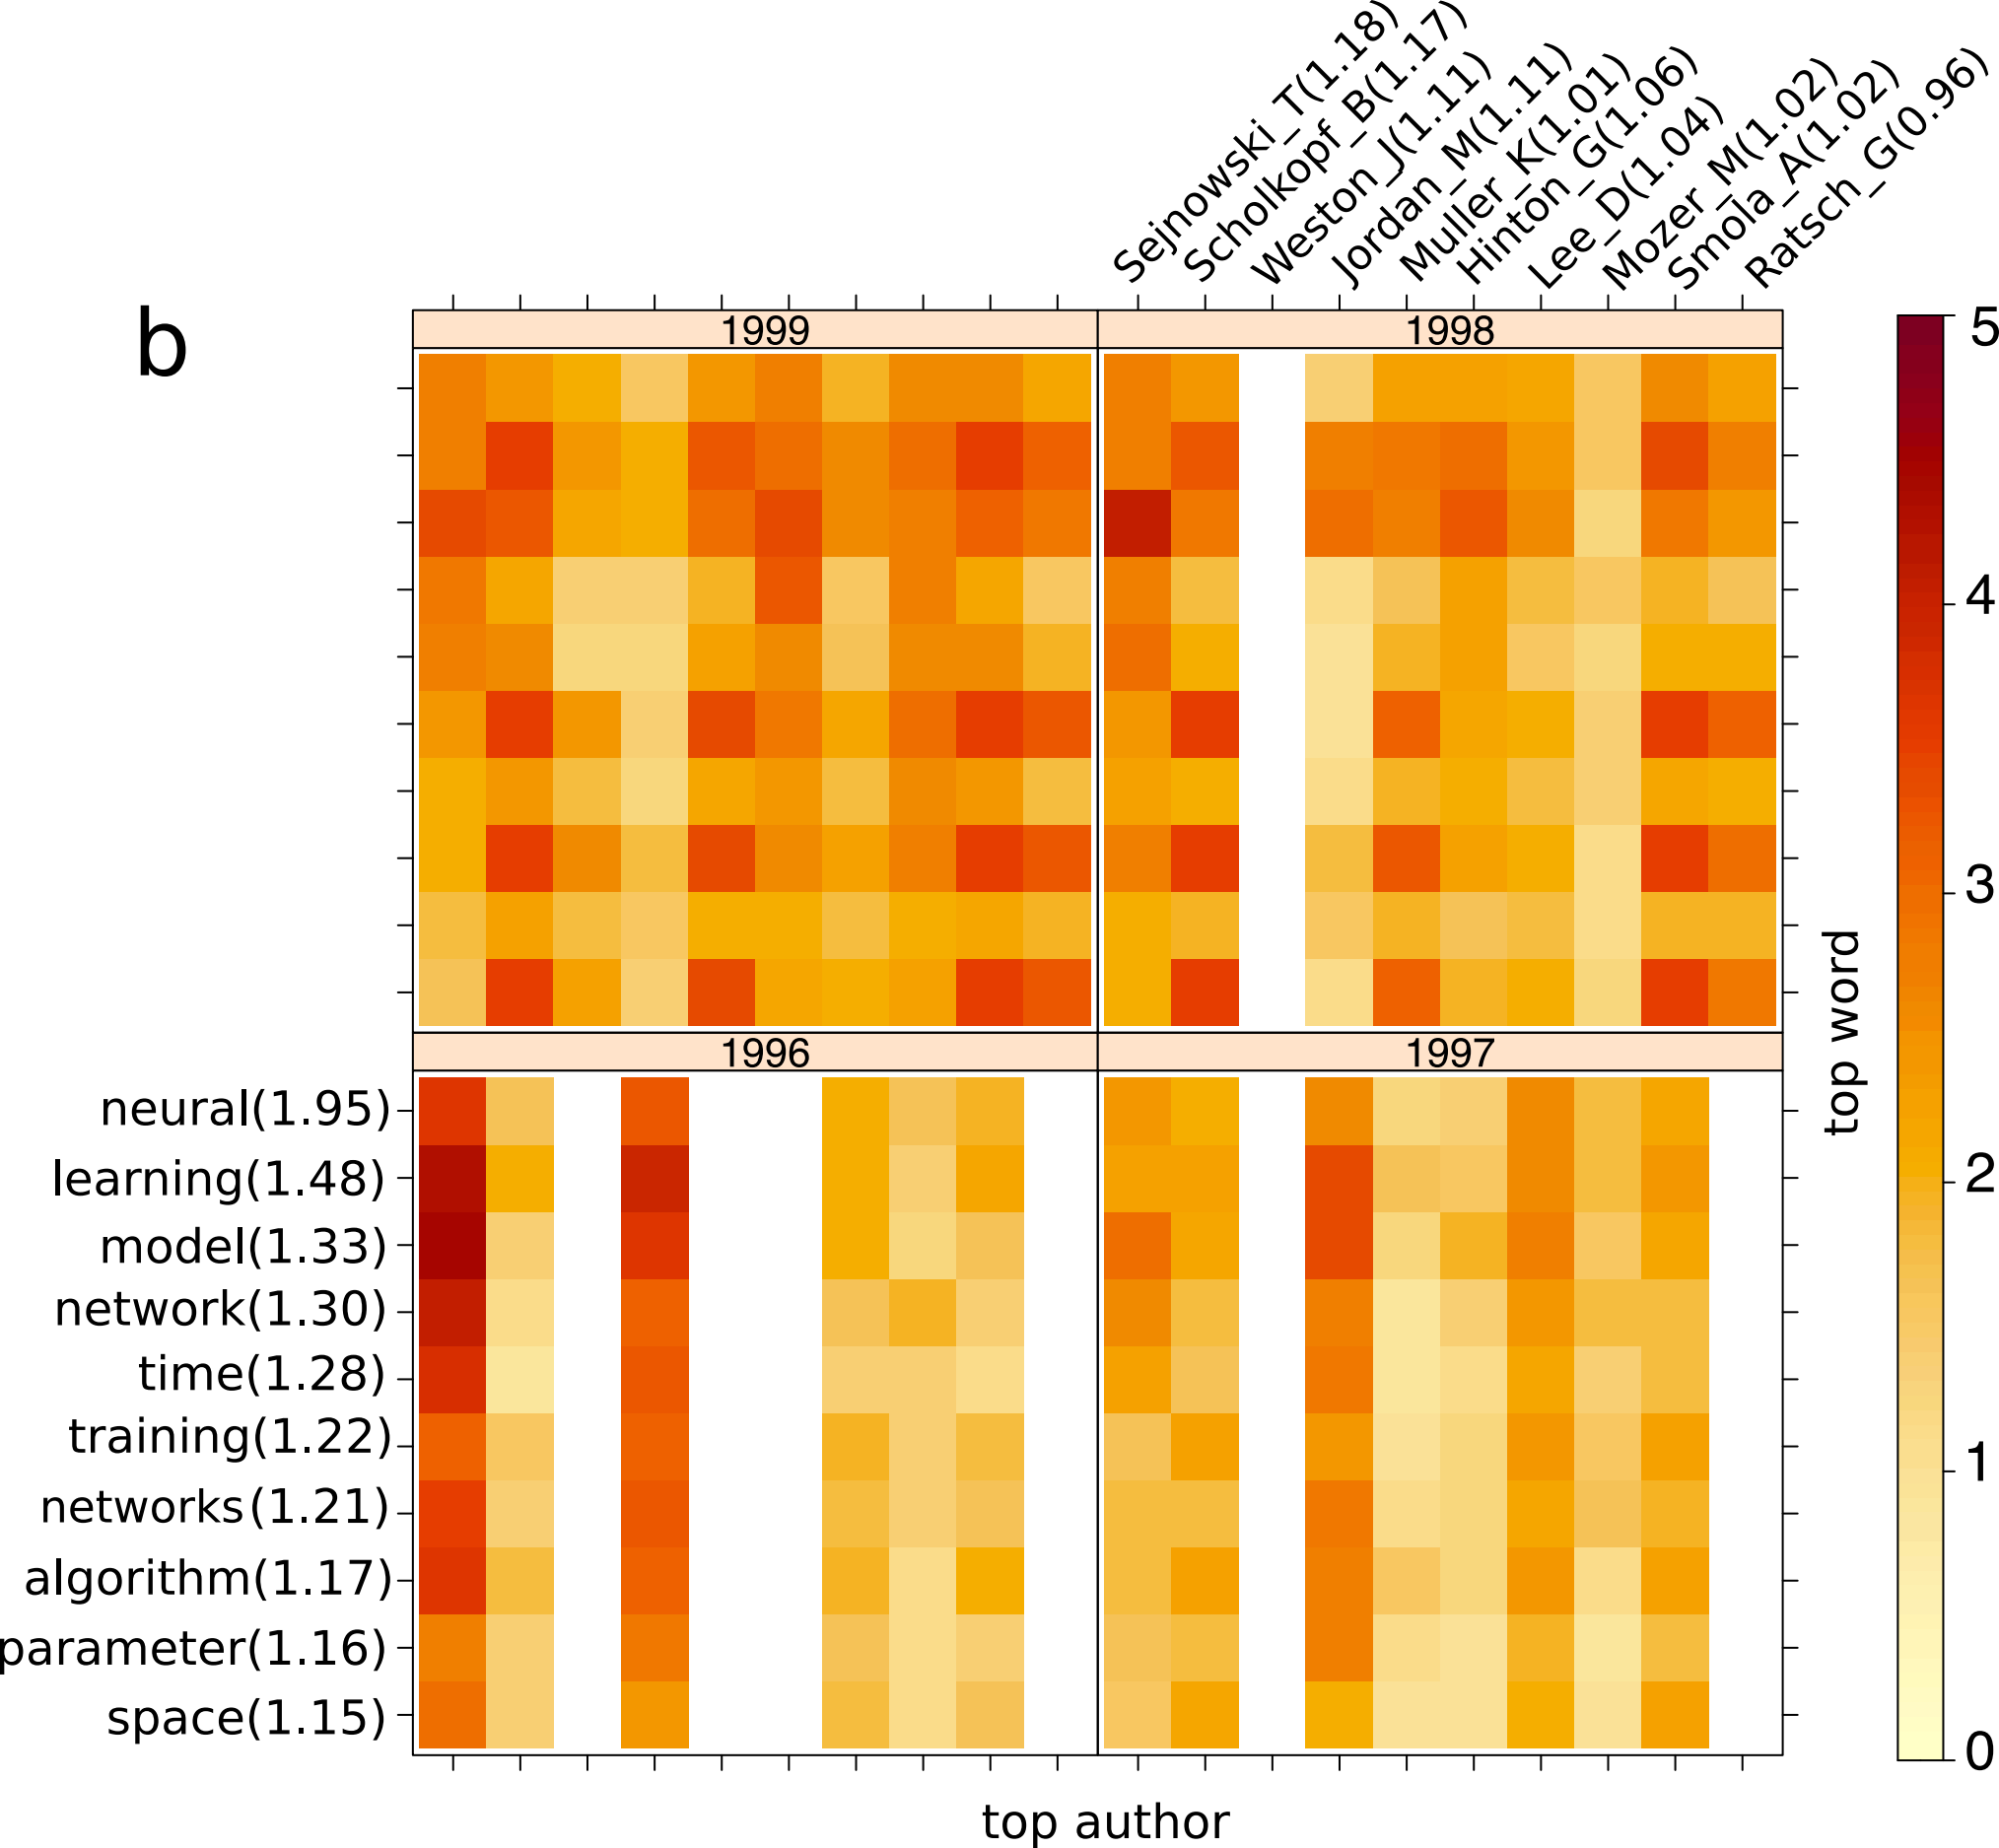 Sejnowski_T(1.18)
Scholkopf_B(1.17)
Weston_J(1.11)
Jordan_M(1.11)
Muller_K(1.01)
Hinton_G(1.06)
Lee_D(1.04)
Mozer_M(1.02)
Smola_A(1.02)
Ratsch_G(0.96)
b
1999
1998
5
4
3
2
1
0
top word
1996
1997
neural(1.95)
learning(1.48)
model(1.33)
network(1.30)
time(1.28)
training(1.22)
networks(1.21)
algorithm(1.17)
parameter(1.16)
space(1.15)
top author